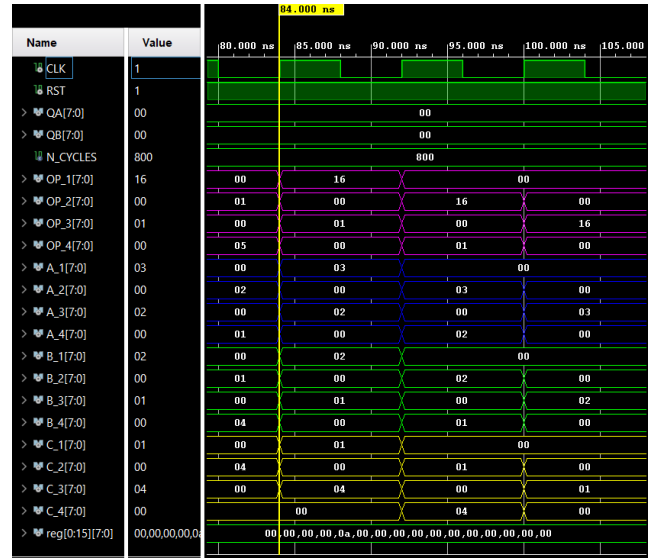 84.000 ns
Name Value 80.000 ns 85.000 ns 90.000 ns 95.000 ns 100.000 ns 105.000
CLK 1
RST 1
QA[7:0] 00 00
QB[7:0] 00 00
N_CYCLES 800 800
OP_1[7:0] 16 00 16 00
OP_2[7:0] 00 01 00 16 00
OP_3[7:0] 01 00 01 00 16
OP_4[7:0] 00 05 00 01 00
A_1[7:0] 03 00 03 00
A_2[7:0] 00 02 00 03 00
A_3[7:0] 02 00 02 00 03
A_4[7:0] 00 01 00 02 00
B_1[7:0] 02 00 02 00
B_2[7:0] 00 01 00 02 00
B_3[7:0] 01 00 01 00 02
B_4[7:0] 00 04 00 01 00
C_1[7:0] 01 00 01 00
C_2[7:0] 00 04 00 01 00
C_3[7:0] 04 00 04 00 01
C_4[7:0] 00 00 04 00
reg[0:15][7:0] 00,00,00,00,0a 00,00,00,00,0a,00,00,00,00,00,00,00,00,00,00,00